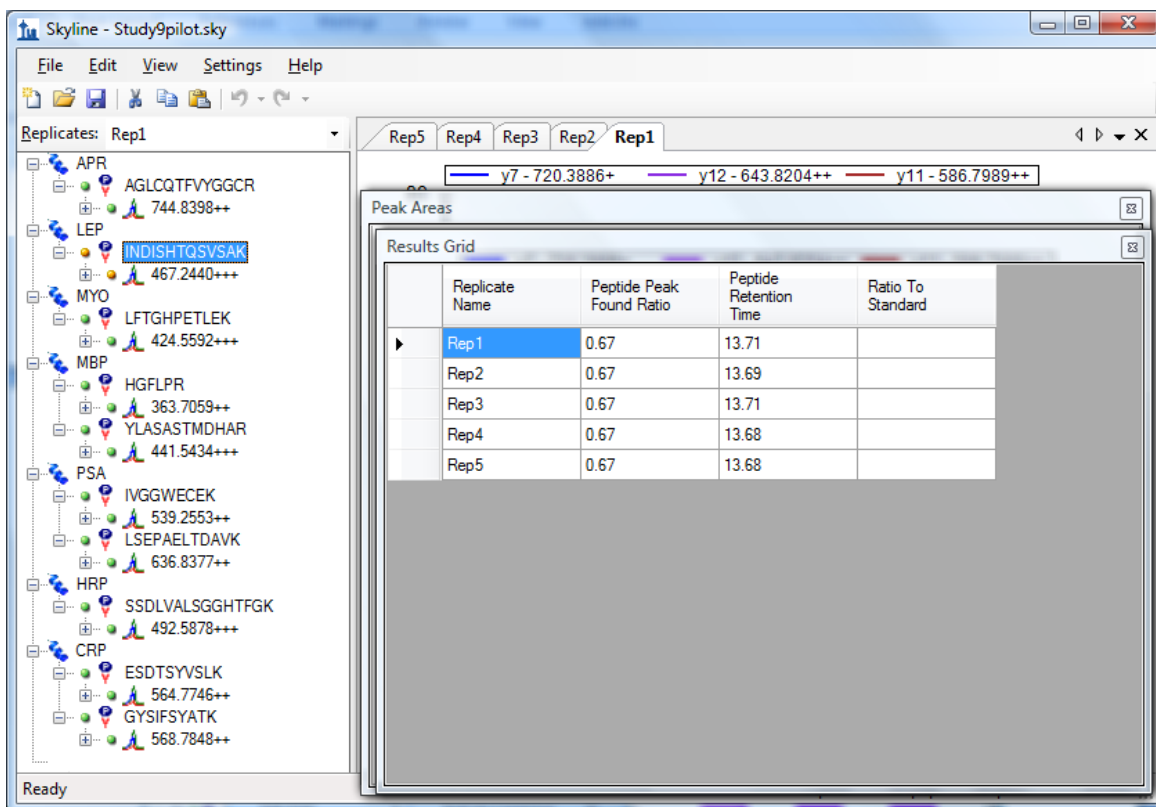 Skyline - Study9pilot.sky
File Edit View Settings Help
Replicates: Rep1
APR
AGLCQTFVYGGCR
744.8398++
LEP
INDISHTQSVSAK
467.2440+++
MYO
LFTGHPETLEK
424.5592+++
MBP
HGFLPR
363.7059++
YLASASTMDHAR
441.5434+++
PSA
IVGGWECEK
539.2553++
LSEPAELTDAVK
636.8377++
HRP
SSDLVALSGGHTFGK
492.5878+++
CRP
ESDTSYVSLK
564.7746++
GYSIFSYATK
568.7848++
Ready
Rep5 Rep4 Rep3 Rep2 Rep1
y7 - 720.3886+ y12 - 643.8204++ y11 - 586.7989++
Peak Areas
Results Grid
Replicate Name Peptide Peak Found Ratio Peptide Retention Time Ratio To Standard
Rep1 0.67 13.71
Rep2 0.67 13.69
Rep3 0.67 13.71
Rep4 0.67 13.68
Rep5 0.67 13.68